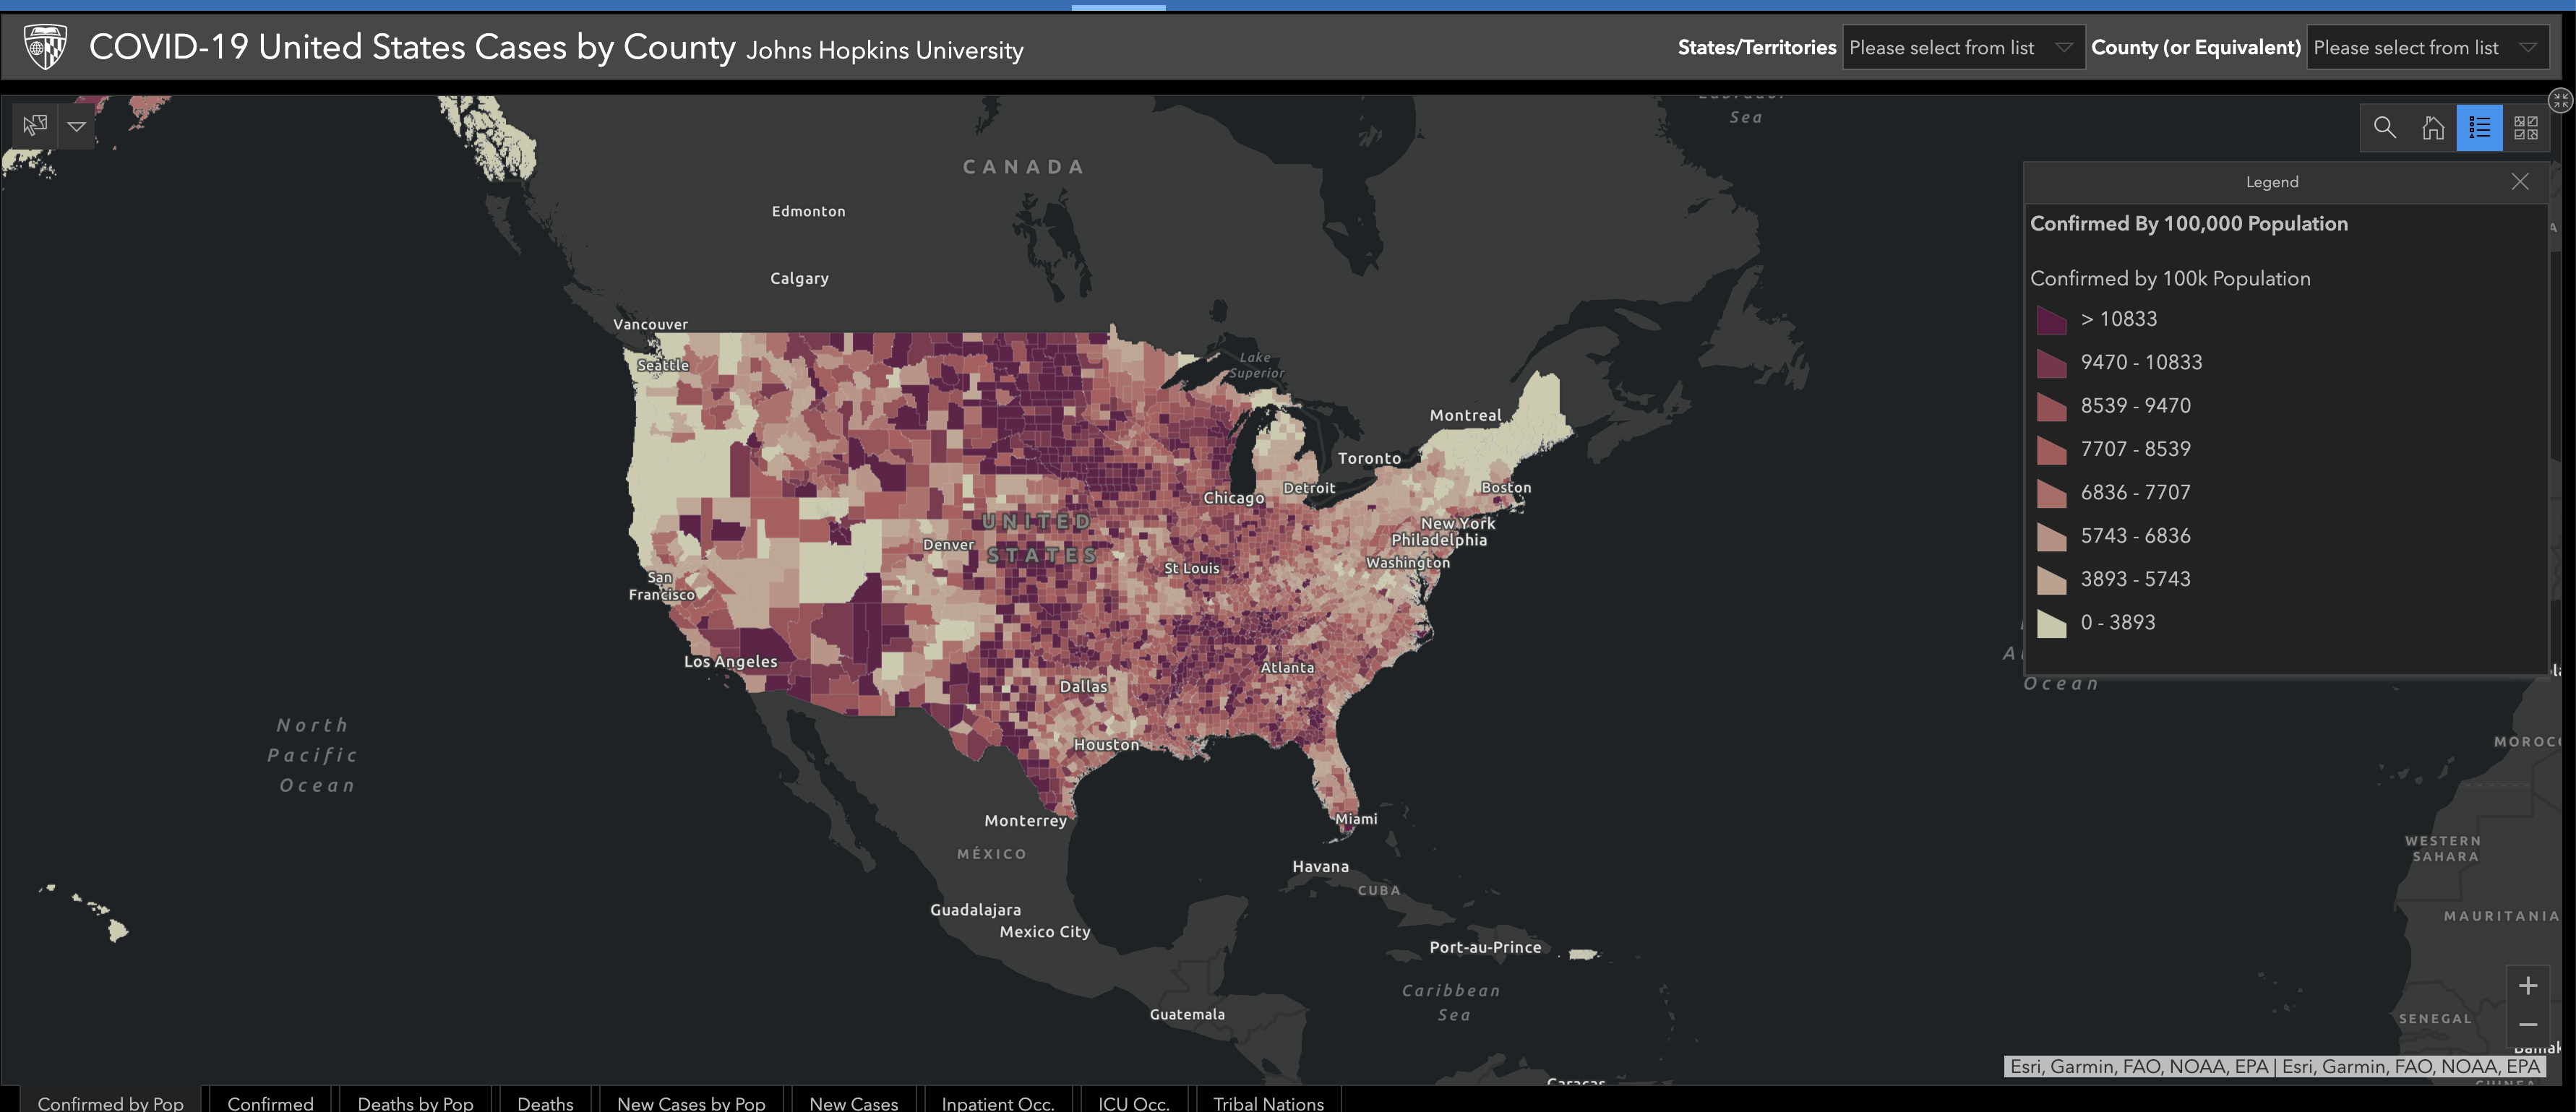 COVID-19 United States Cases by County Johns Hopkins University
States/Territories Please select from list County (or Equivalent) Please select from list
Sea
CANADA
Edmonton
Calgary
Vancouver
Seattle
Lake
Superior
Montreal
Toronto
Chicago
Detroit
Boston
New York
Philadelphia
Washington
UNITED
STATES
Denver
St Louis
San
Francisco
Los Angeles
Atlanta
Dallas
Houston
Miami
Monterrey
MÉXICO
Havana
CUBA
Guadalajara
Mexico City
Port-au-Prince
Caribbean
Sea
Guatemala
Caracas
North
Pacific
Ocean
Legend
Confirmed By 100,000 Population
Confirmed by 100k Population
> 10833
9470 - 10833
8539 - 9470
7707 - 8539
6836 - 7707
5743 - 6836
3893 - 5743
0 - 3893
Ocean
MOROC
WESTERN
SAHARA
MAURITANIA
SENEGAL
Esri, Garmin, FAO, NOAA, EPA | Esri, Garmin, FAO, NOAA, EPA
Confirmed by Pop
Confirmed
Deaths by Pop
Deaths
New Cases by Pop
New Cases
Inpatient Occ.
ICU Occ.
Tribal Nations